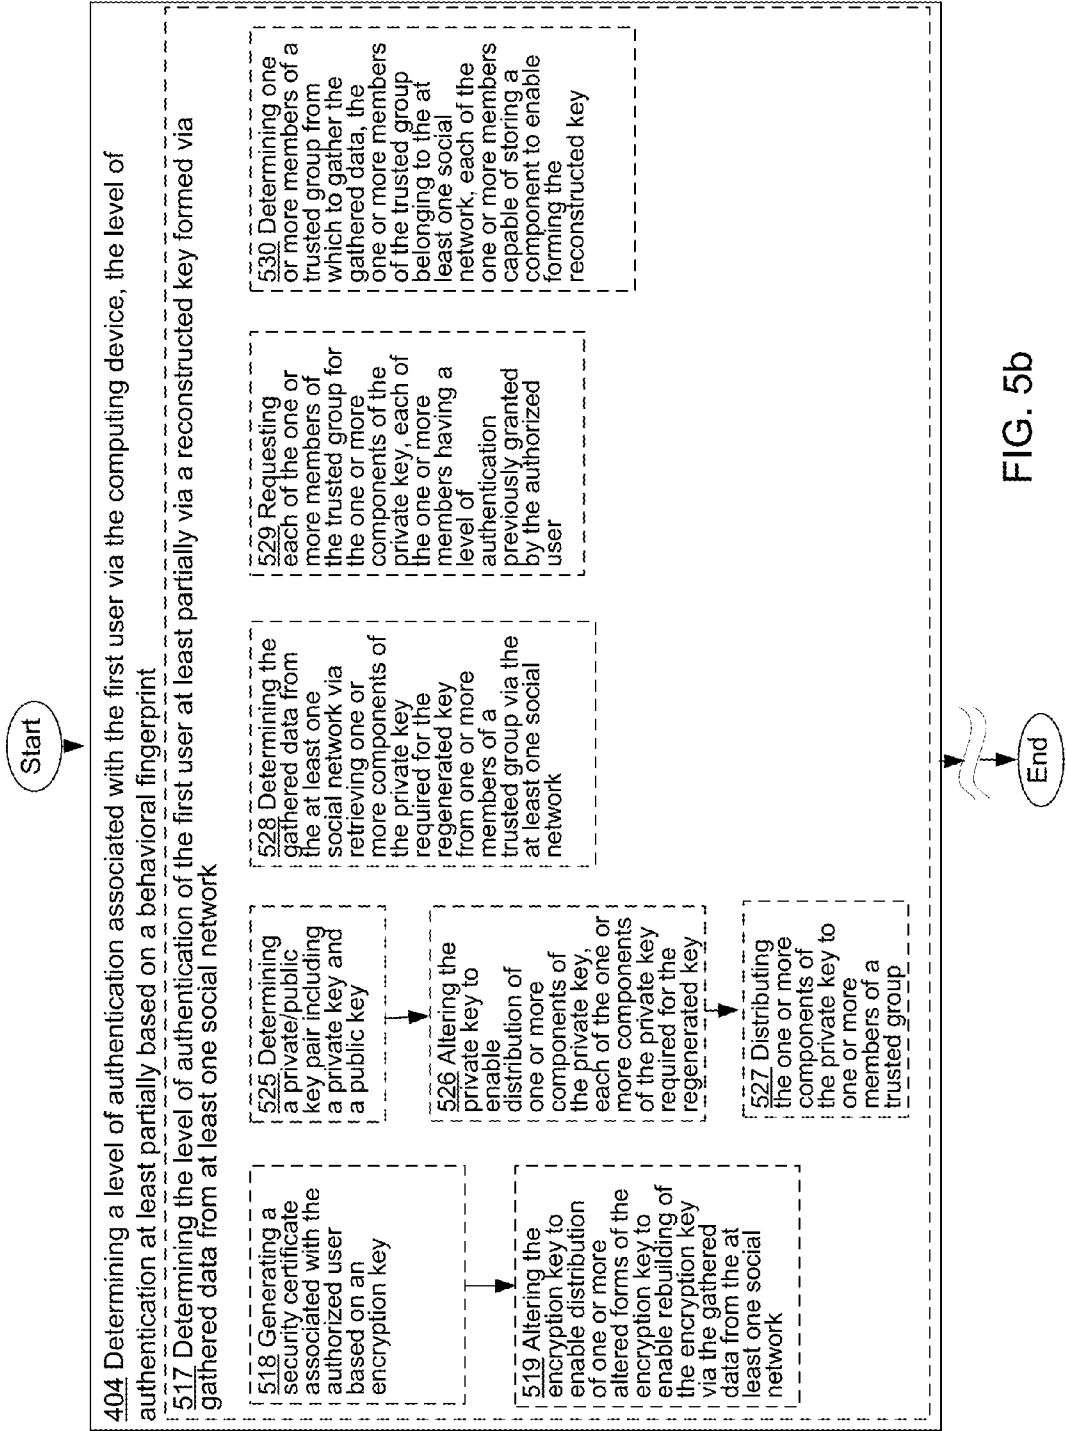 Start
404 Determining a level of authentication associated with the first user via the computing device, the level of
authentication at least partially based on a behavioral fingerprint
517 Determining the level of authentication of the first user at least partially via a reconstructed key formed via
gathered data from at least one social network
518 Generating a
security certificate
associated with the
authorized user
based on an
encryption key
519 Altering the
encryption key to
enable distribution
of one or more
altered forms of the
encryption key to
enable rebuilding of
the encryption key
via the gathered
data from the at
least one social
network
525 Determining
a private/public
key pair including
a private key and
a public key
526 Altering the
private key to
enable
distribution of
one or more
components of
the private key,
each of the one or
more components
of the private key
required for the
regenerated key
527 Distributing
the one or more
components of
the private key to
one or more
members of a
trusted group
528 Determining the
gathered data from
the at least one
social network via
retrieving one or
more components of
the private key
required for the
regenerated key
from one or more
members of a
trusted group via the
at least one social
network
529 Requesting
each of the one or
more members of
the trusted group for
the one or more
components of the
private key, each of
the one or more
members having a
level of
authentication
previously granted
by the authorized
user
530 Determining one
or more members of a
trusted group from
which to gather the
gathered data, the
one or more members
of the trusted group
belonging to the at
least one social
network, each of the
one or more members
capable of storing a
component to enable
forming the
reconstructed key
End
FIG. 5b